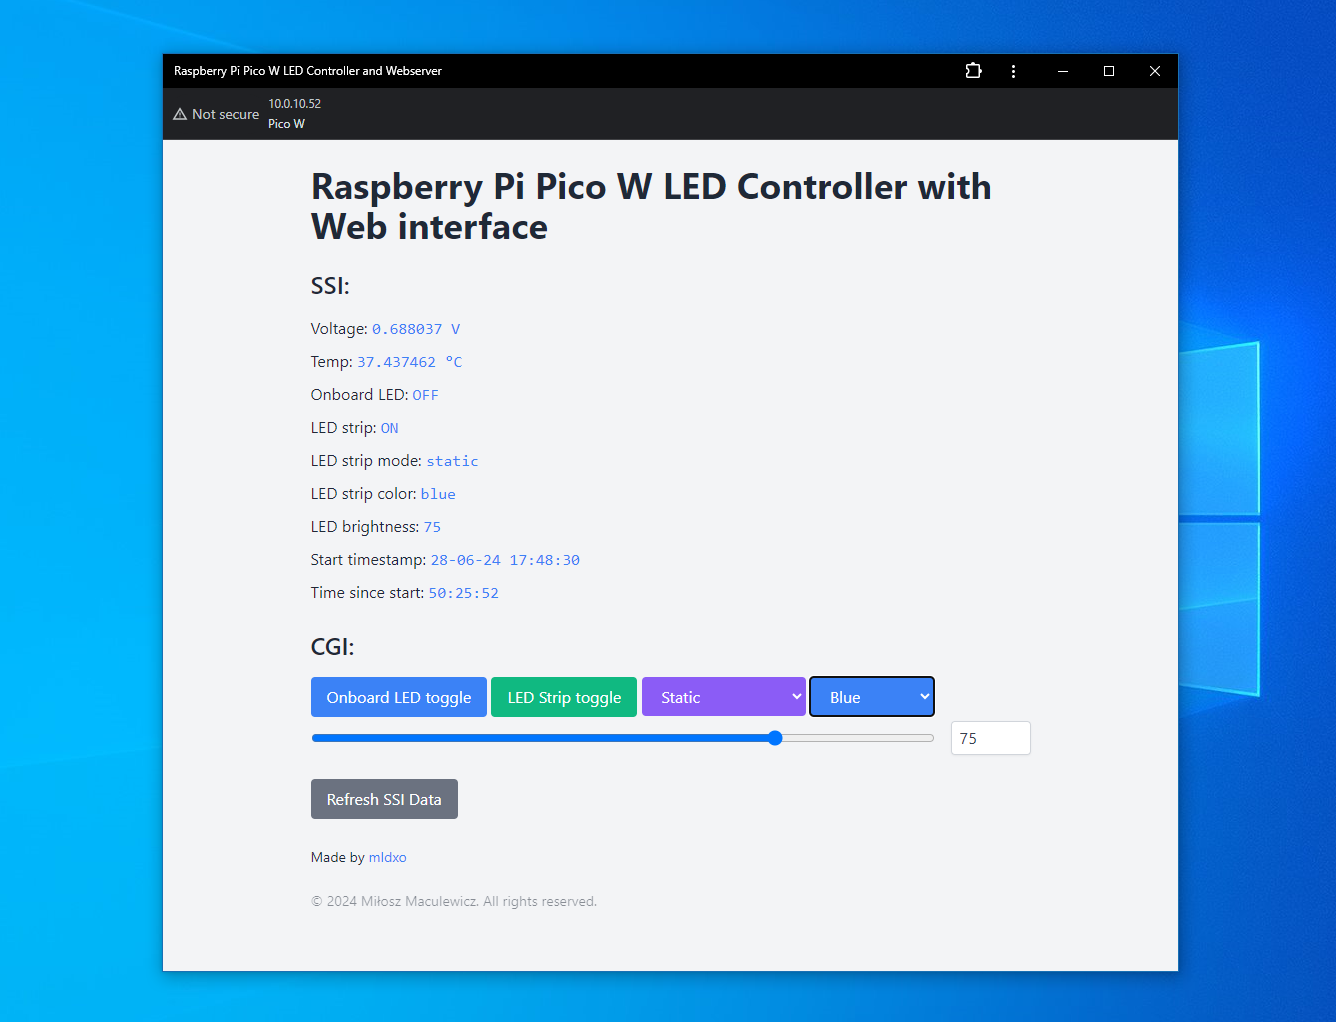 Raspberry Pi Pico W LED Controller and Webserver
Not secure
10.0.10.52
Pico W
Raspberry Pi Pico W LED Controller with
Web interface
SSI:
Voltage: 0.688037 V
Temp: 37.437462 °C
Onboard LED: OFF
LED strip: ON
LED strip mode: static
LED strip color: blue
LED brightness: 75
Start timestamp: 28-06-24 17:48:30
Time since start: 50:25:52
CGI:
Onboard LED toggle LED Strip toggle Static Blue
75
Refresh SSI Data
Made by mldxo
© 2024 Miłosz Maculewicz. All rights reserved.